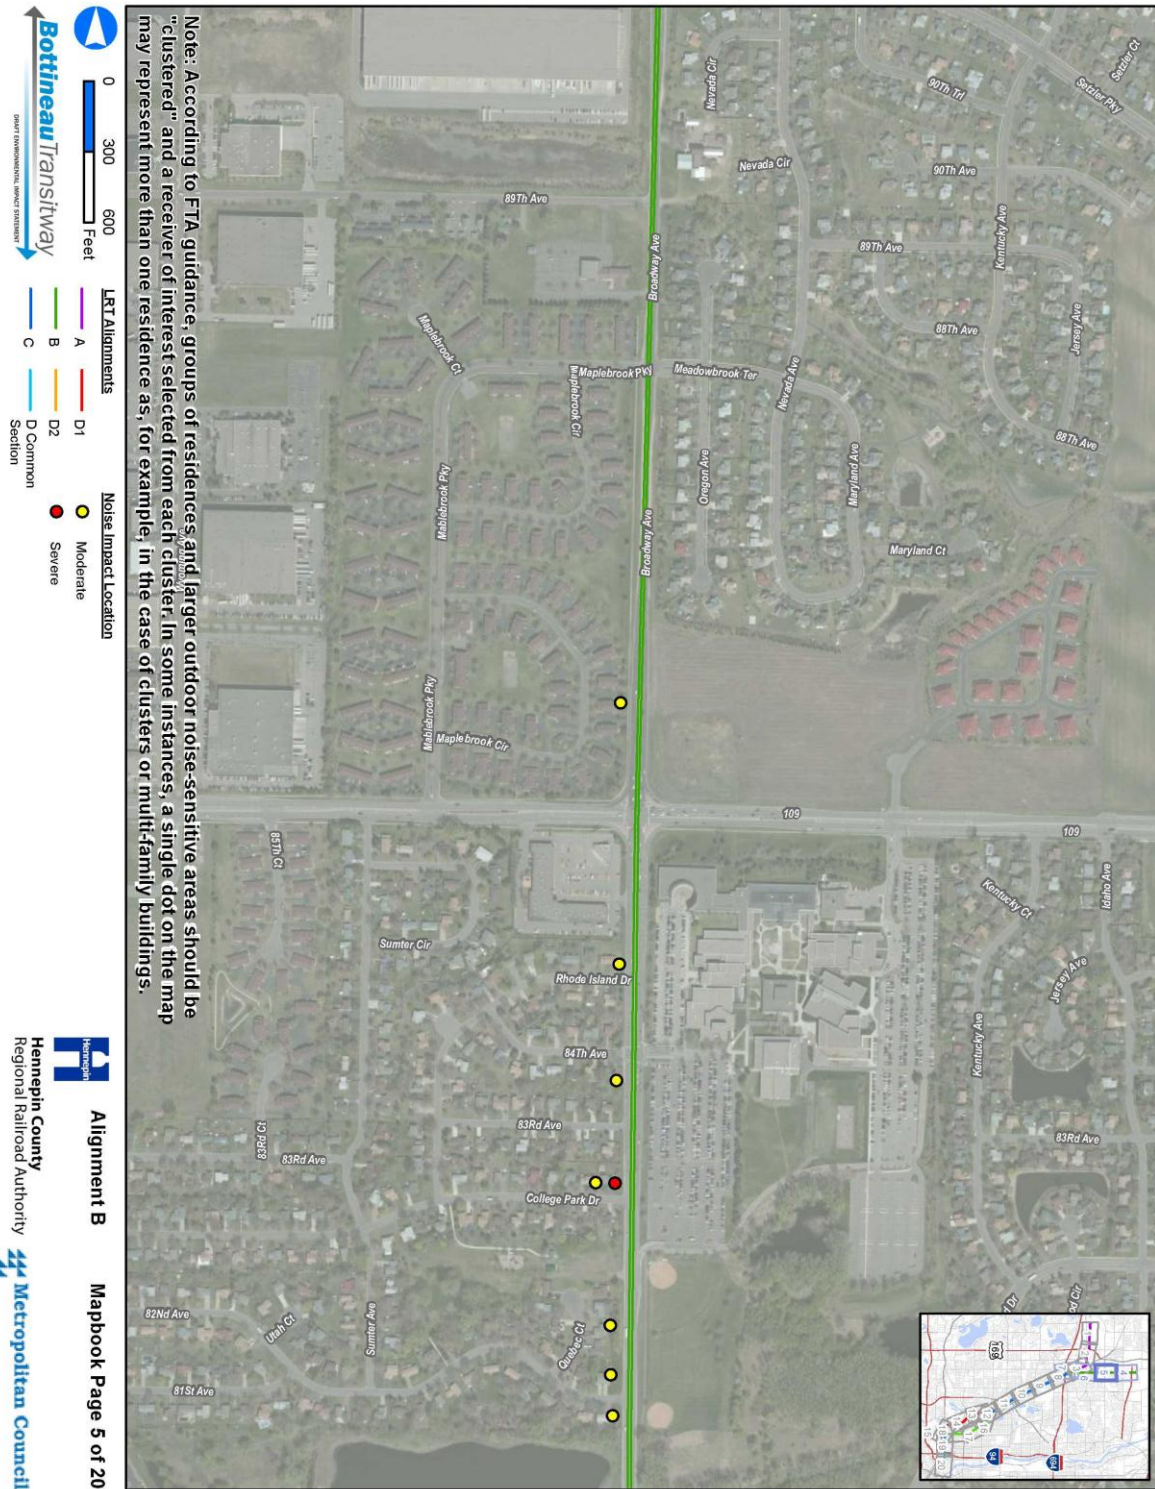 Setzler Ct
Setzler Pky
90Th Trl
Nevada Cir
Nevada Cir
90Th Ave
Kentucky Ave
89Th Ave
89Th Ave
Broadway Ave
88Th Ave
Jersey Ave
Maplebrook Ct
Maplebrook Pky
Meadowbrook Ter
Nevada Ave
Maplebrook Cir
88Th Ave
Oregon Ave
Maryland Ave
Mablebrook Pky
Broadway Ave
Maryland Ct
Mablebrook Pky
Maplebrook Cir
109
109
85Th Ct
Sumter Cir
Kentucky Ct
Idaho Ave
Rhode Island Dr
Jersey Ave
84Th Ave
Kentucky Ave
83Rd Ct
83Rd Ave
83Rd Ave
83Rd Ave
College Park Dr
82Nd Ave
Utah Ct
Sumter Ave
Quebec Ct
81St Ave
169
94
694
Note: According to FTA guidance, groups of residences and larger outdoor noise-sensitive areas should be
"clustered" and a receiver of interest selected from each cluster. In some instances, a single dot on the map
may represent more than one residence as, for example, in the case of clusters or multi-family buildings.
0 300 600
Feet
BottineauTransitway
DRAFT ENVIRONMENTAL IMPACT STATEMENT
LRT Alignments
A
B
C
D1
D2
D Common
Section
Noise Impact Location
Moderate
Severe
Hennepin
Hennepin County
Regional Railroad Authority
Alignment B
Mapbook Page 5 of 20
Metropolitan Council